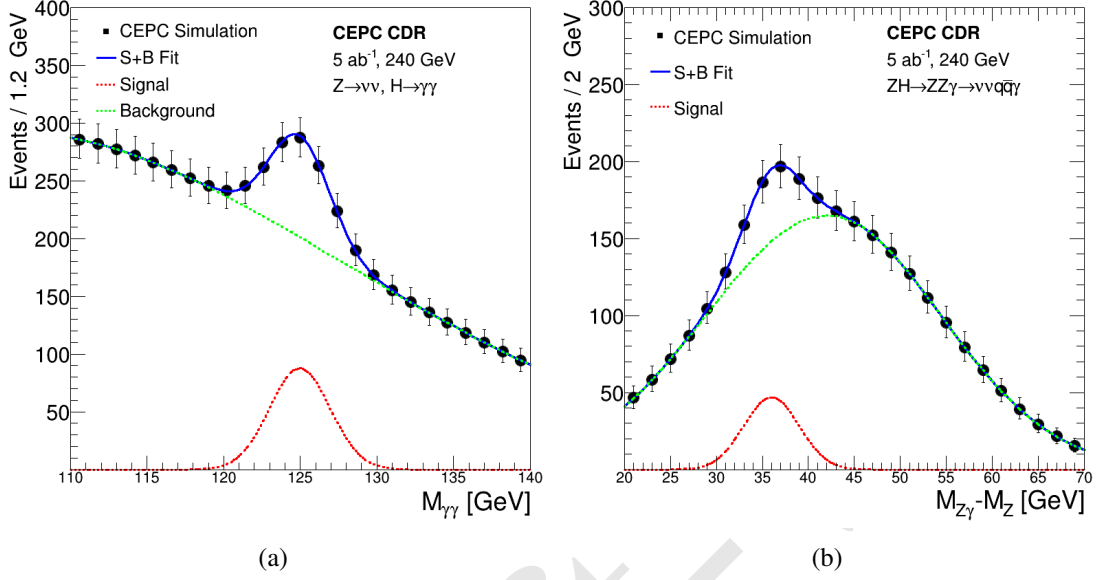 CEPC Simulation
S+B Fit
Signal
Background
CEPC CDR
5 ab⁻¹, 240 GeV
Z→νν, H→γγ
Events / 1.2 GeV
400
350
300
250
200
150
100
50
110 115 120 125 130 135 140
Mγγ [GeV]
(a)
CEPC Simulation
S+B Fit
Signal
CEPC CDR
5 ab⁻¹, 240 GeV
ZH→ZZγ→ννqq̅γ
Events / 2 GeV
300
250
200
150
100
50
20 25 30 35 40 45 50 55 60 65 70
M_Zγ-M_Z [GeV]
(b)